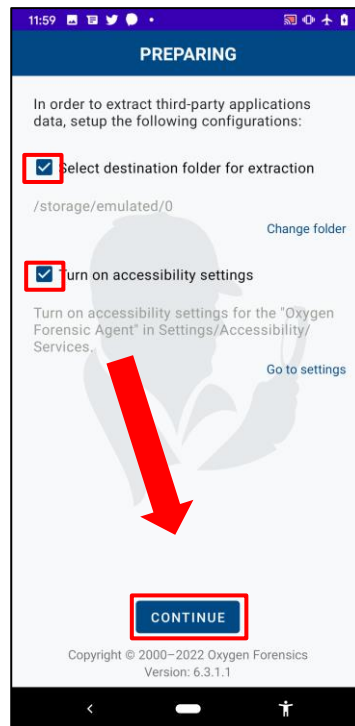 11:59
PREPARING
In order to extract third-party applications
data, setup the following configurations:
Select destination folder for extraction
/storage/emulated/0
Change folder
Turn on accessibility settings
Turn on accessibility settings for the "Oxygen
Forensic Agent" in Settings/Accessibility/
Services.
Go to settings
CONTINUE
Copyright © 2000–2022 Oxygen Forensics
Version: 6.3.1.1